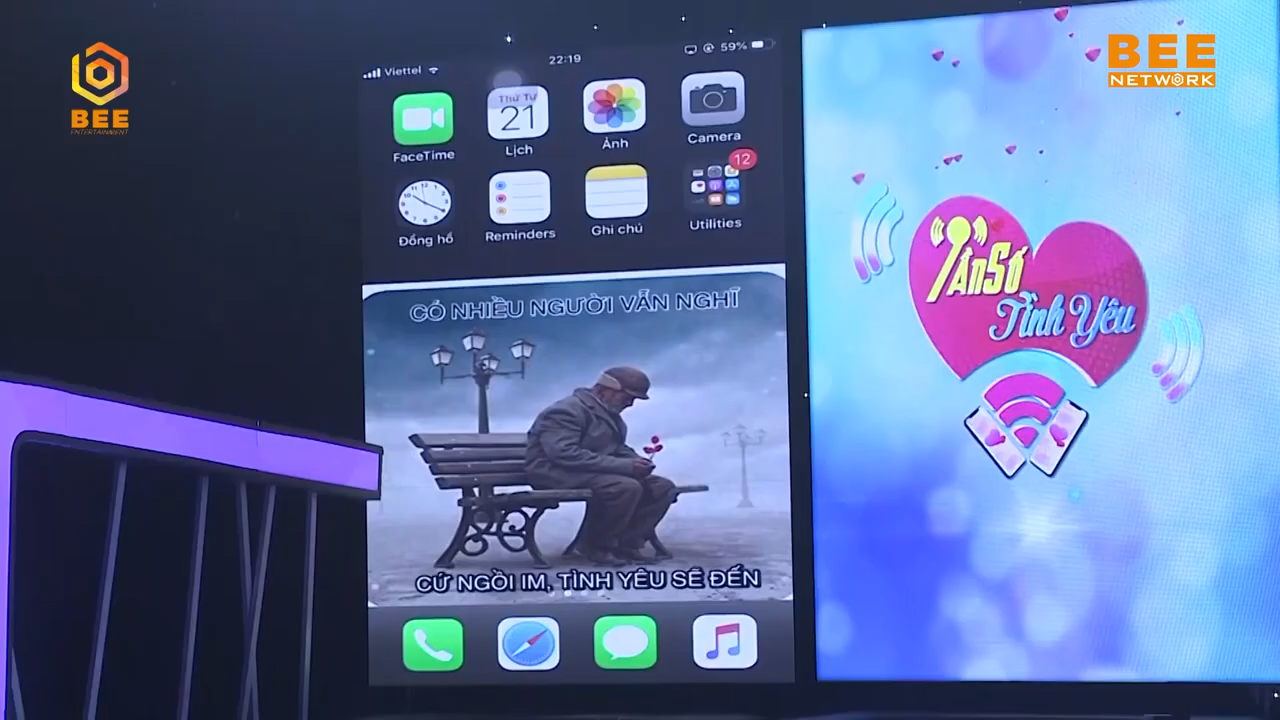 BEE
ENTERTAINMENT
BEE
NETWORK
Viettel
22:19
59%
FaceTime
Thứ Tư
21
Lịch
Ảnh
Camera
Đồng hồ
Reminders
Ghi chú
12
Utilities
CÓ NHIỀU NGƯỜI VẪN NGHĨ
CỨ NGỒI IM, TÌNH YÊU SẼ ĐẾN
Tần Số
Tình Yêu